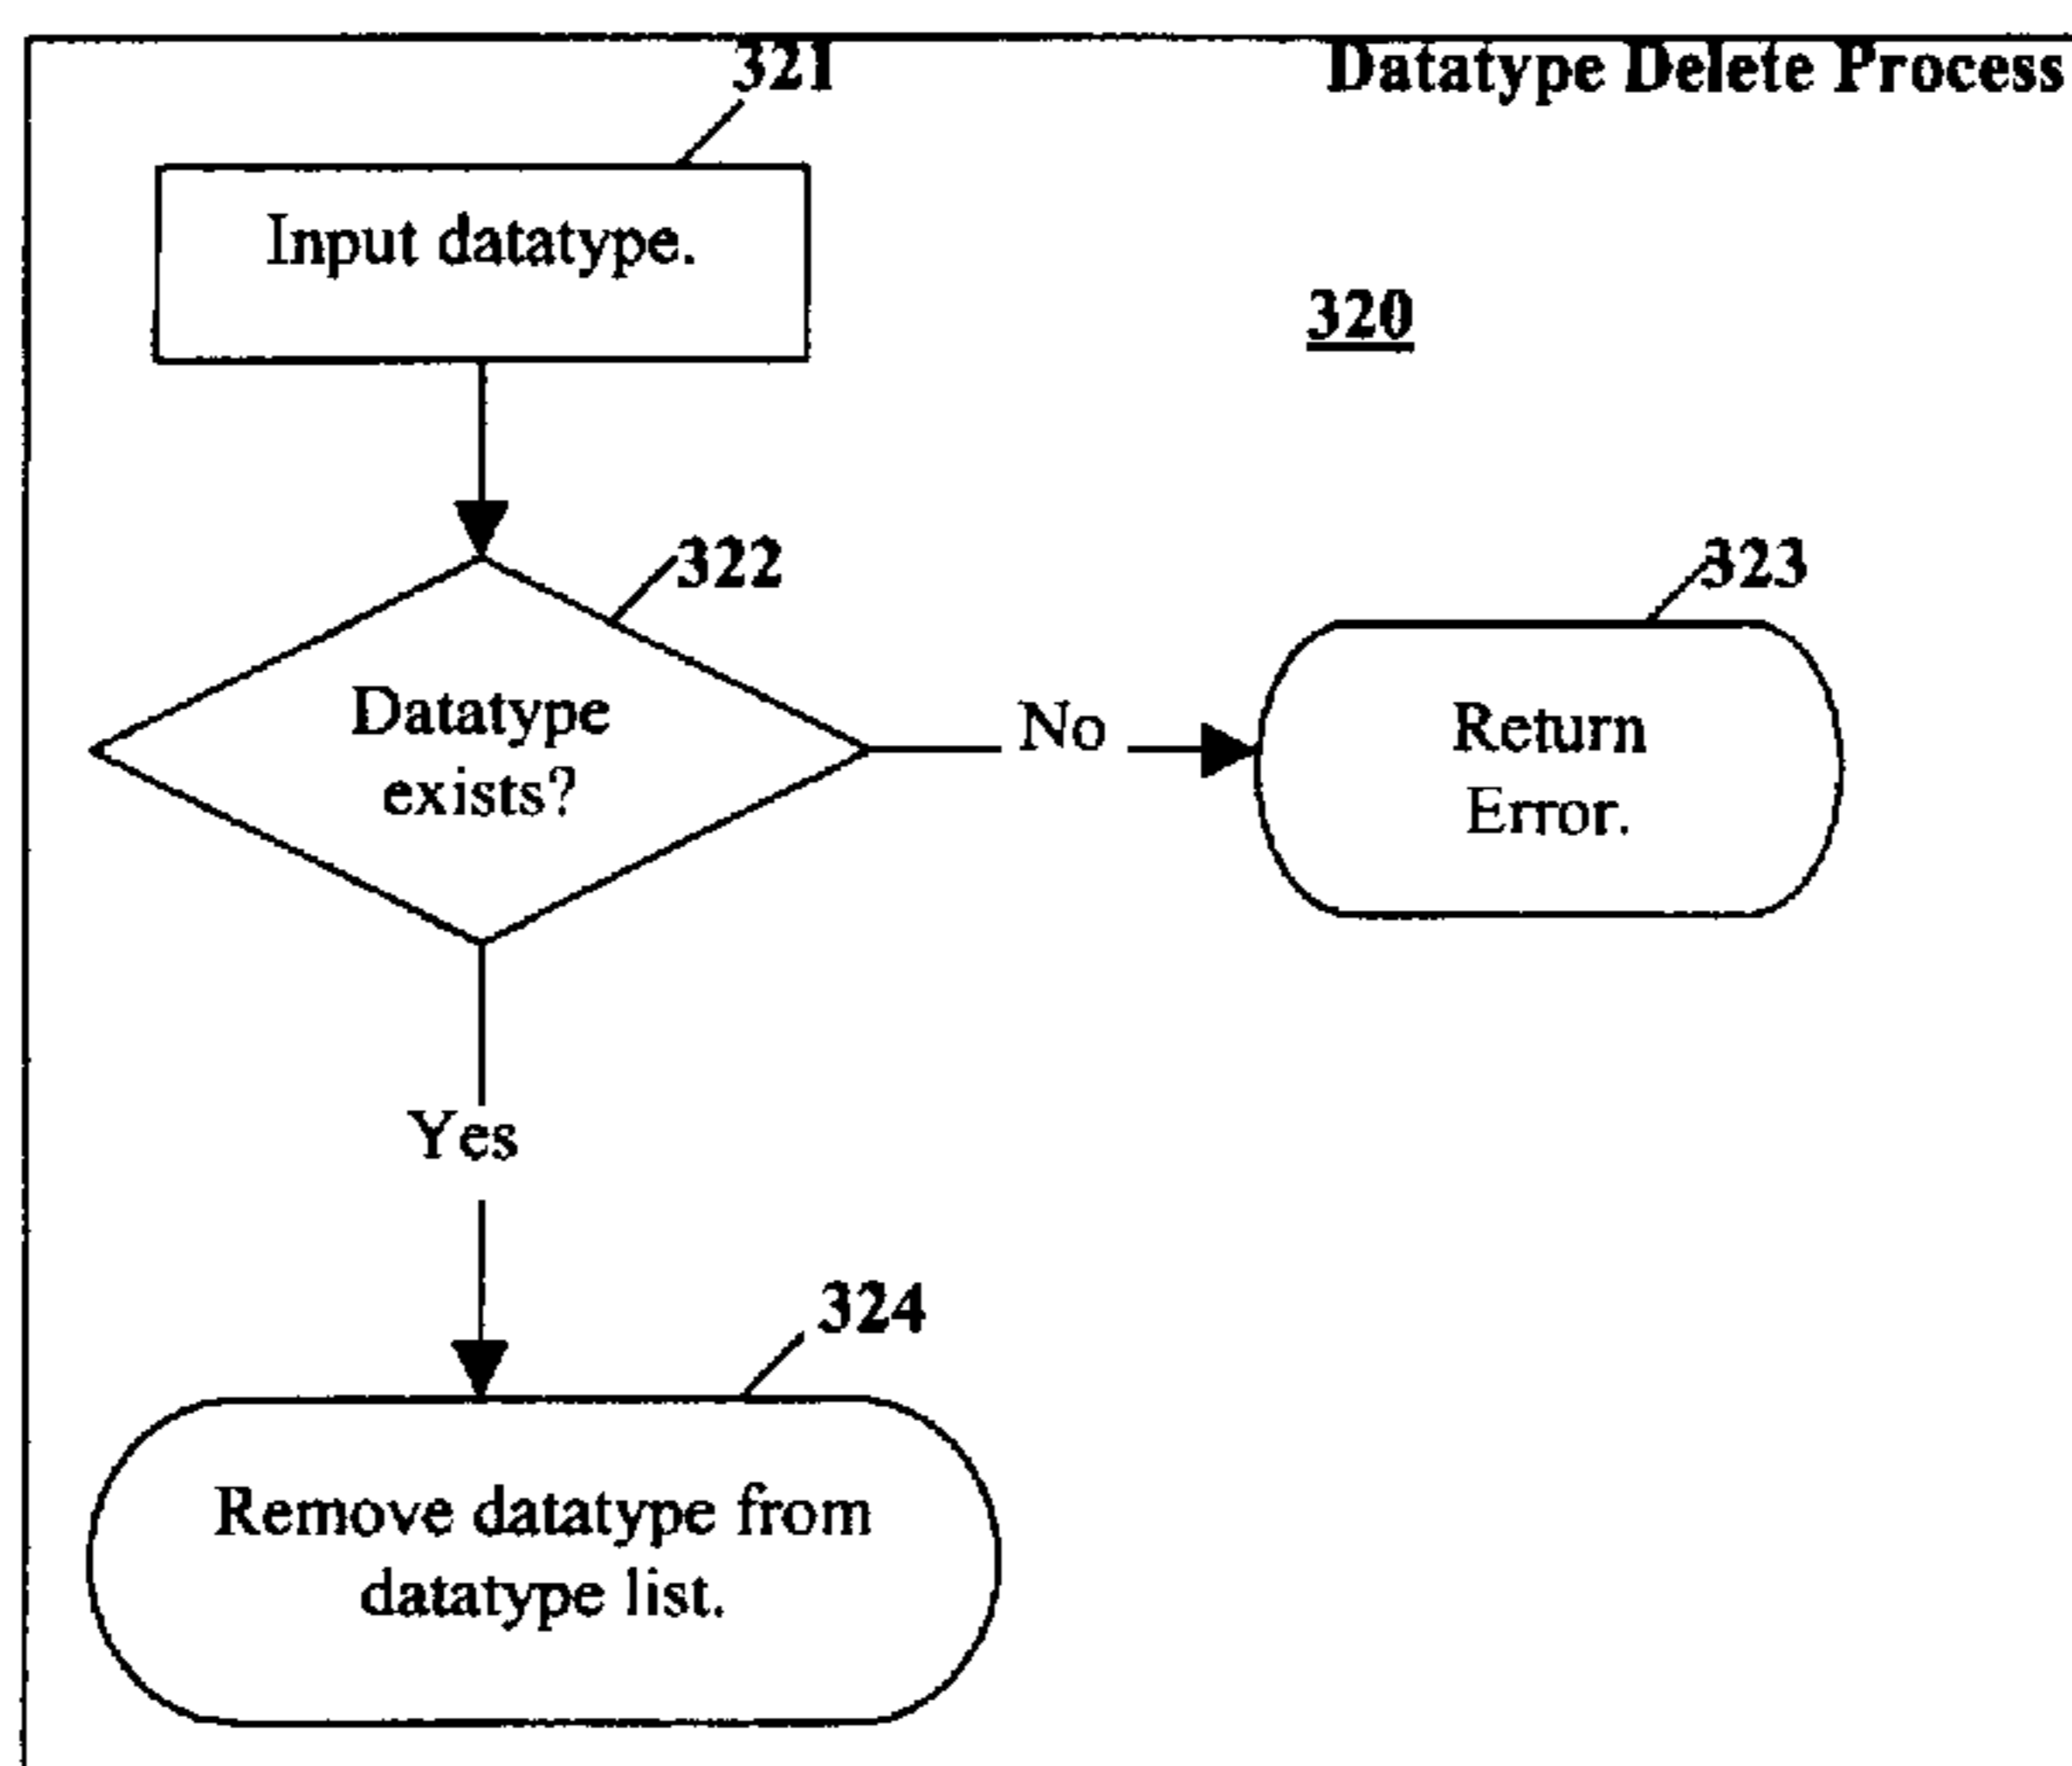 321
Datatype Delete Process
Input datatype.
320
322
323
Datatype
exists?
No
Return
Error.
Yes
324
Remove datatype from
datatype list.